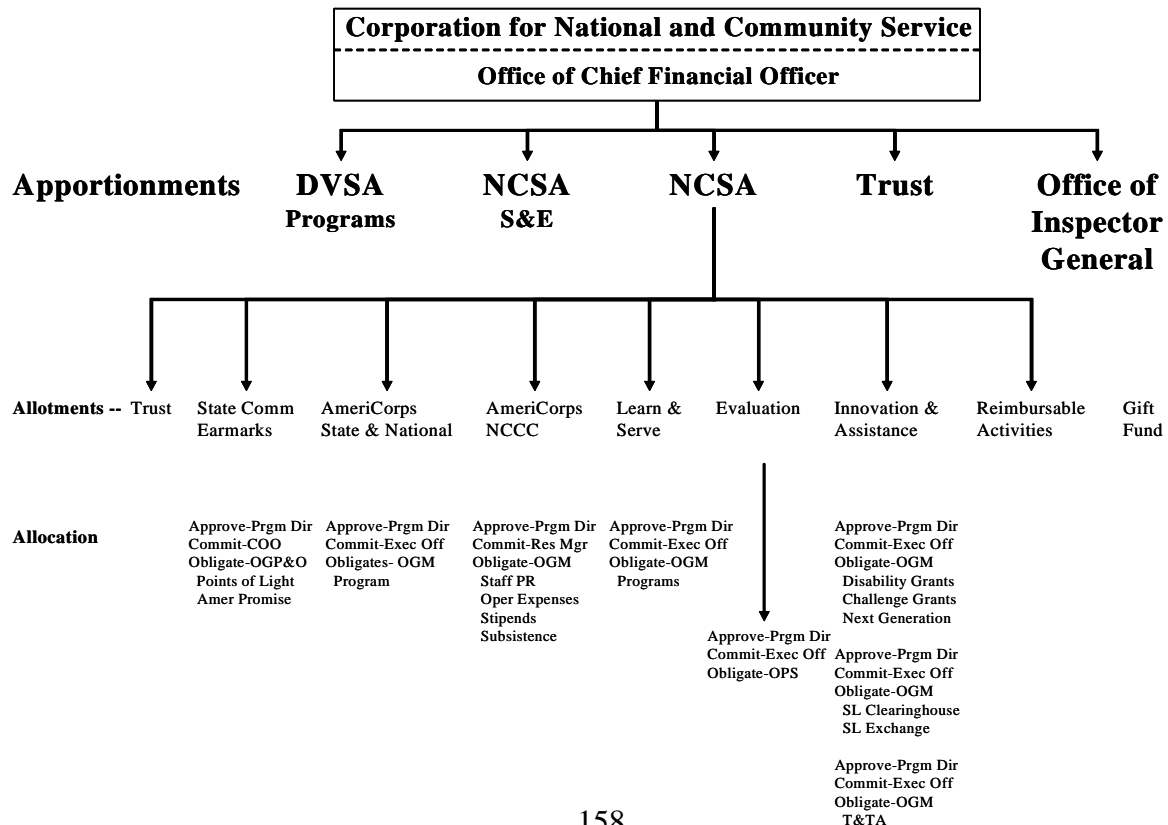 Corporation for National and Community Service
Office of Chief Financial Officer
Apportionments
DVSA
Programs
NCSA
S&E
NCSA
Trust
Office of
Inspector
General
Allotments --
Trust
State Comm
Earmarks
AmeriCorps
State & National
AmeriCorps
NCCC
Learn &
Serve
Evaluation
Innovation &
Assistance
Reimbursable
Activities
Gift
Fund
Allocation
Approve-Prgm Dir
Commit-COO
Obligate-OGP&O
Points of Light
Amer Promise
Approve-Prgm Dir
Commit-Exec Off
Obligates- OGM
Program
Approve-Prgm Dir
Commit-Res Mgr
Obligate-OGM
Staff PR
Oper Expenses
Stipends
Subsistence
Approve-Prgm Dir
Commit-Exec Off
Obligate-OGM
Programs
Approve-Prgm Dir
Commit-Exec Off
Obligate-OPS
Approve-Prgm Dir
Commit-Exec Off
Obligate-OGM
Disability Grants
Challenge Grants
Next Generation
Approve-Prgm Dir
Commit-Exec Off
Obligate-OGM
SL Clearinghouse
SL Exchange
Approve-Prgm Dir
Commit-Exec Off
Obligate-OGM
T&TA
158